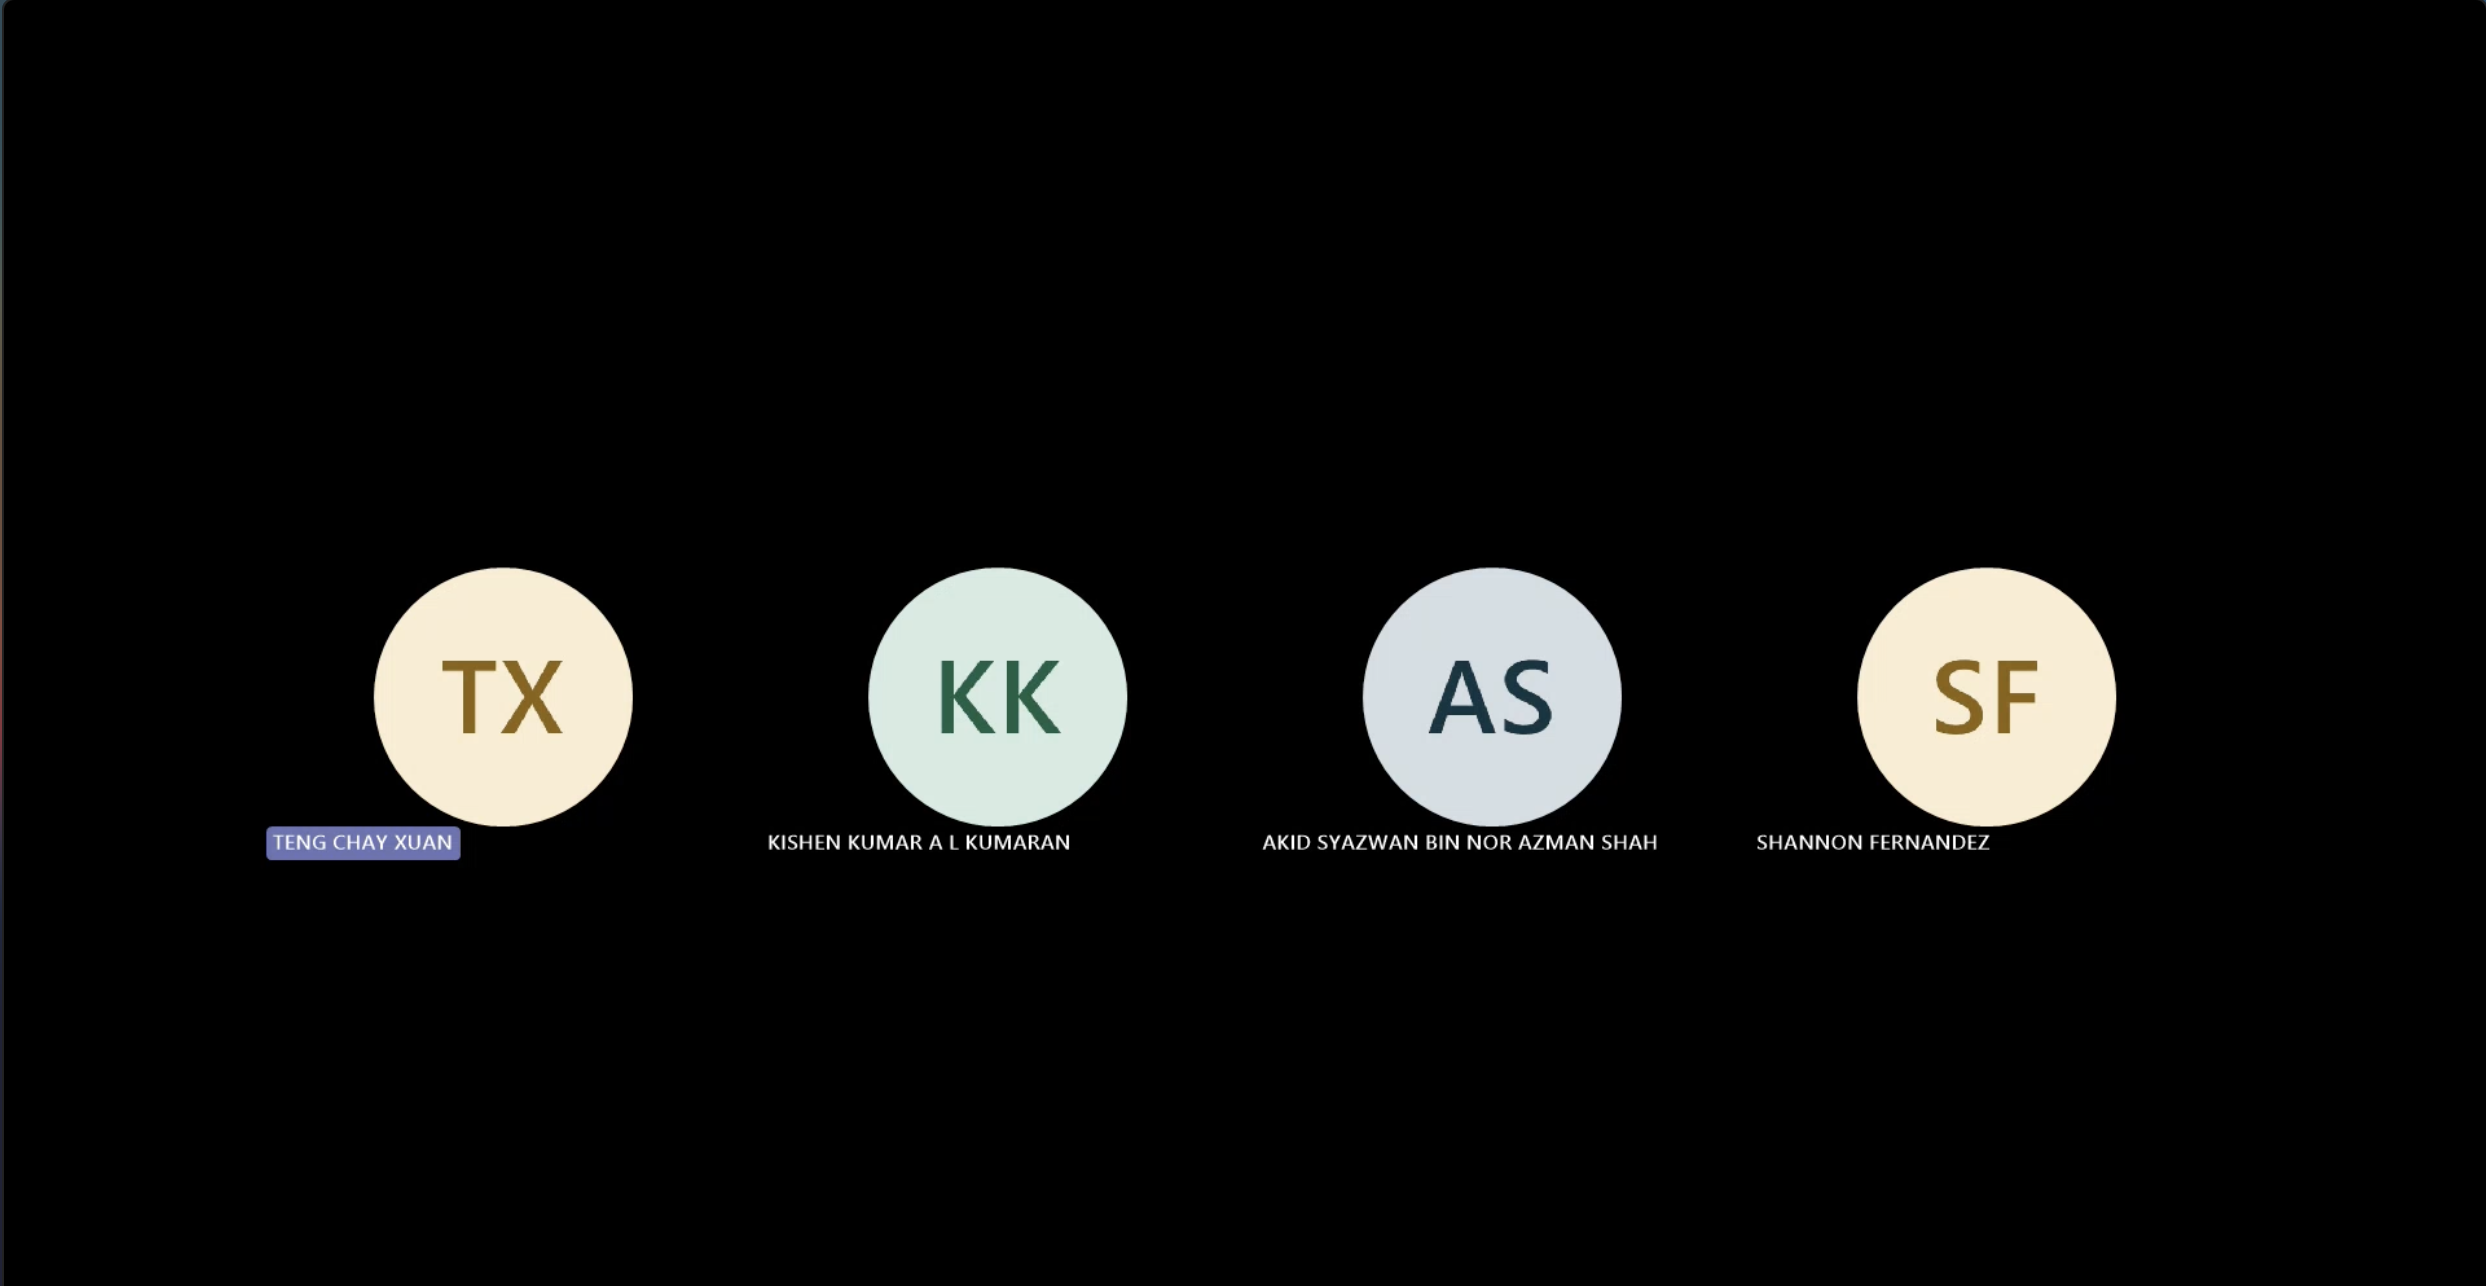 TX
KK
AS
SF
TENG CHAY XUAN
KISHEN KUMAR A L KUMARAN
AKID SYAZWAN BIN NOR AZMAN SHAH
SHANNON FERNANDEZ